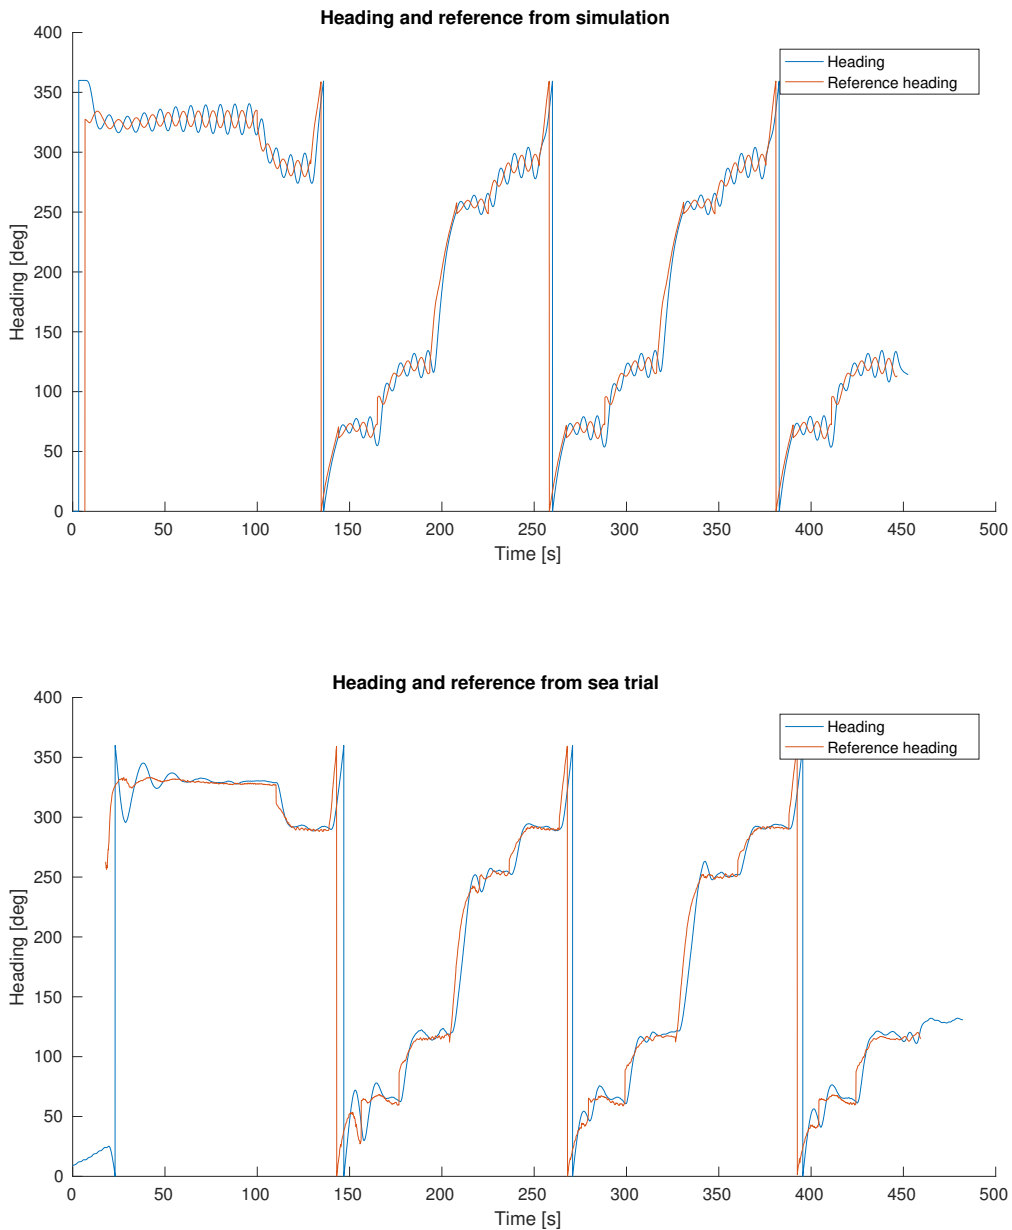 Heading and reference from simulation
400
350
300
250
200
150
100
50
0
Heading [deg]
Heading
Reference heading
0 50 100 150 200 250 300 350 400 450 500
Time [s]
Heading and reference from sea trial
400
350
300
250
200
150
100
50
0
Heading [deg]
Heading
Reference heading
0 50 100 150 200 250 300 350 400 450 500
Time [s]